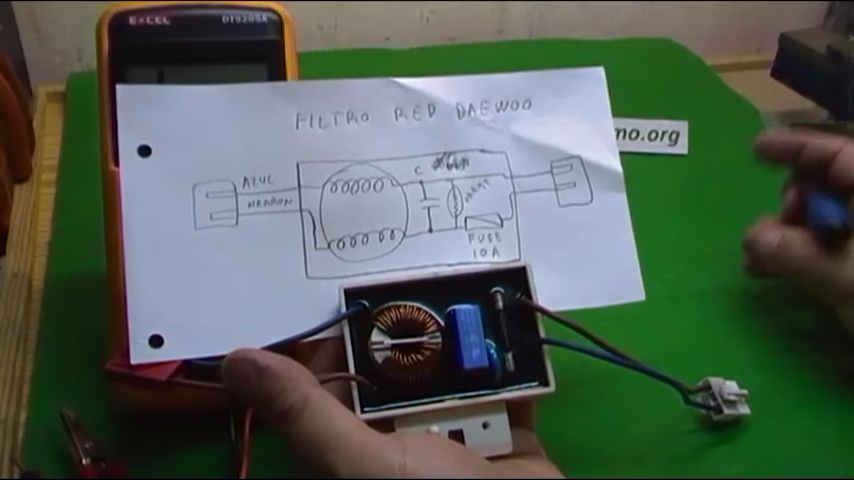 EXCEL DT9205A
FILTRO RED DAEWOO
mo.org
C
AZUL
MARRON
FUSE
10A